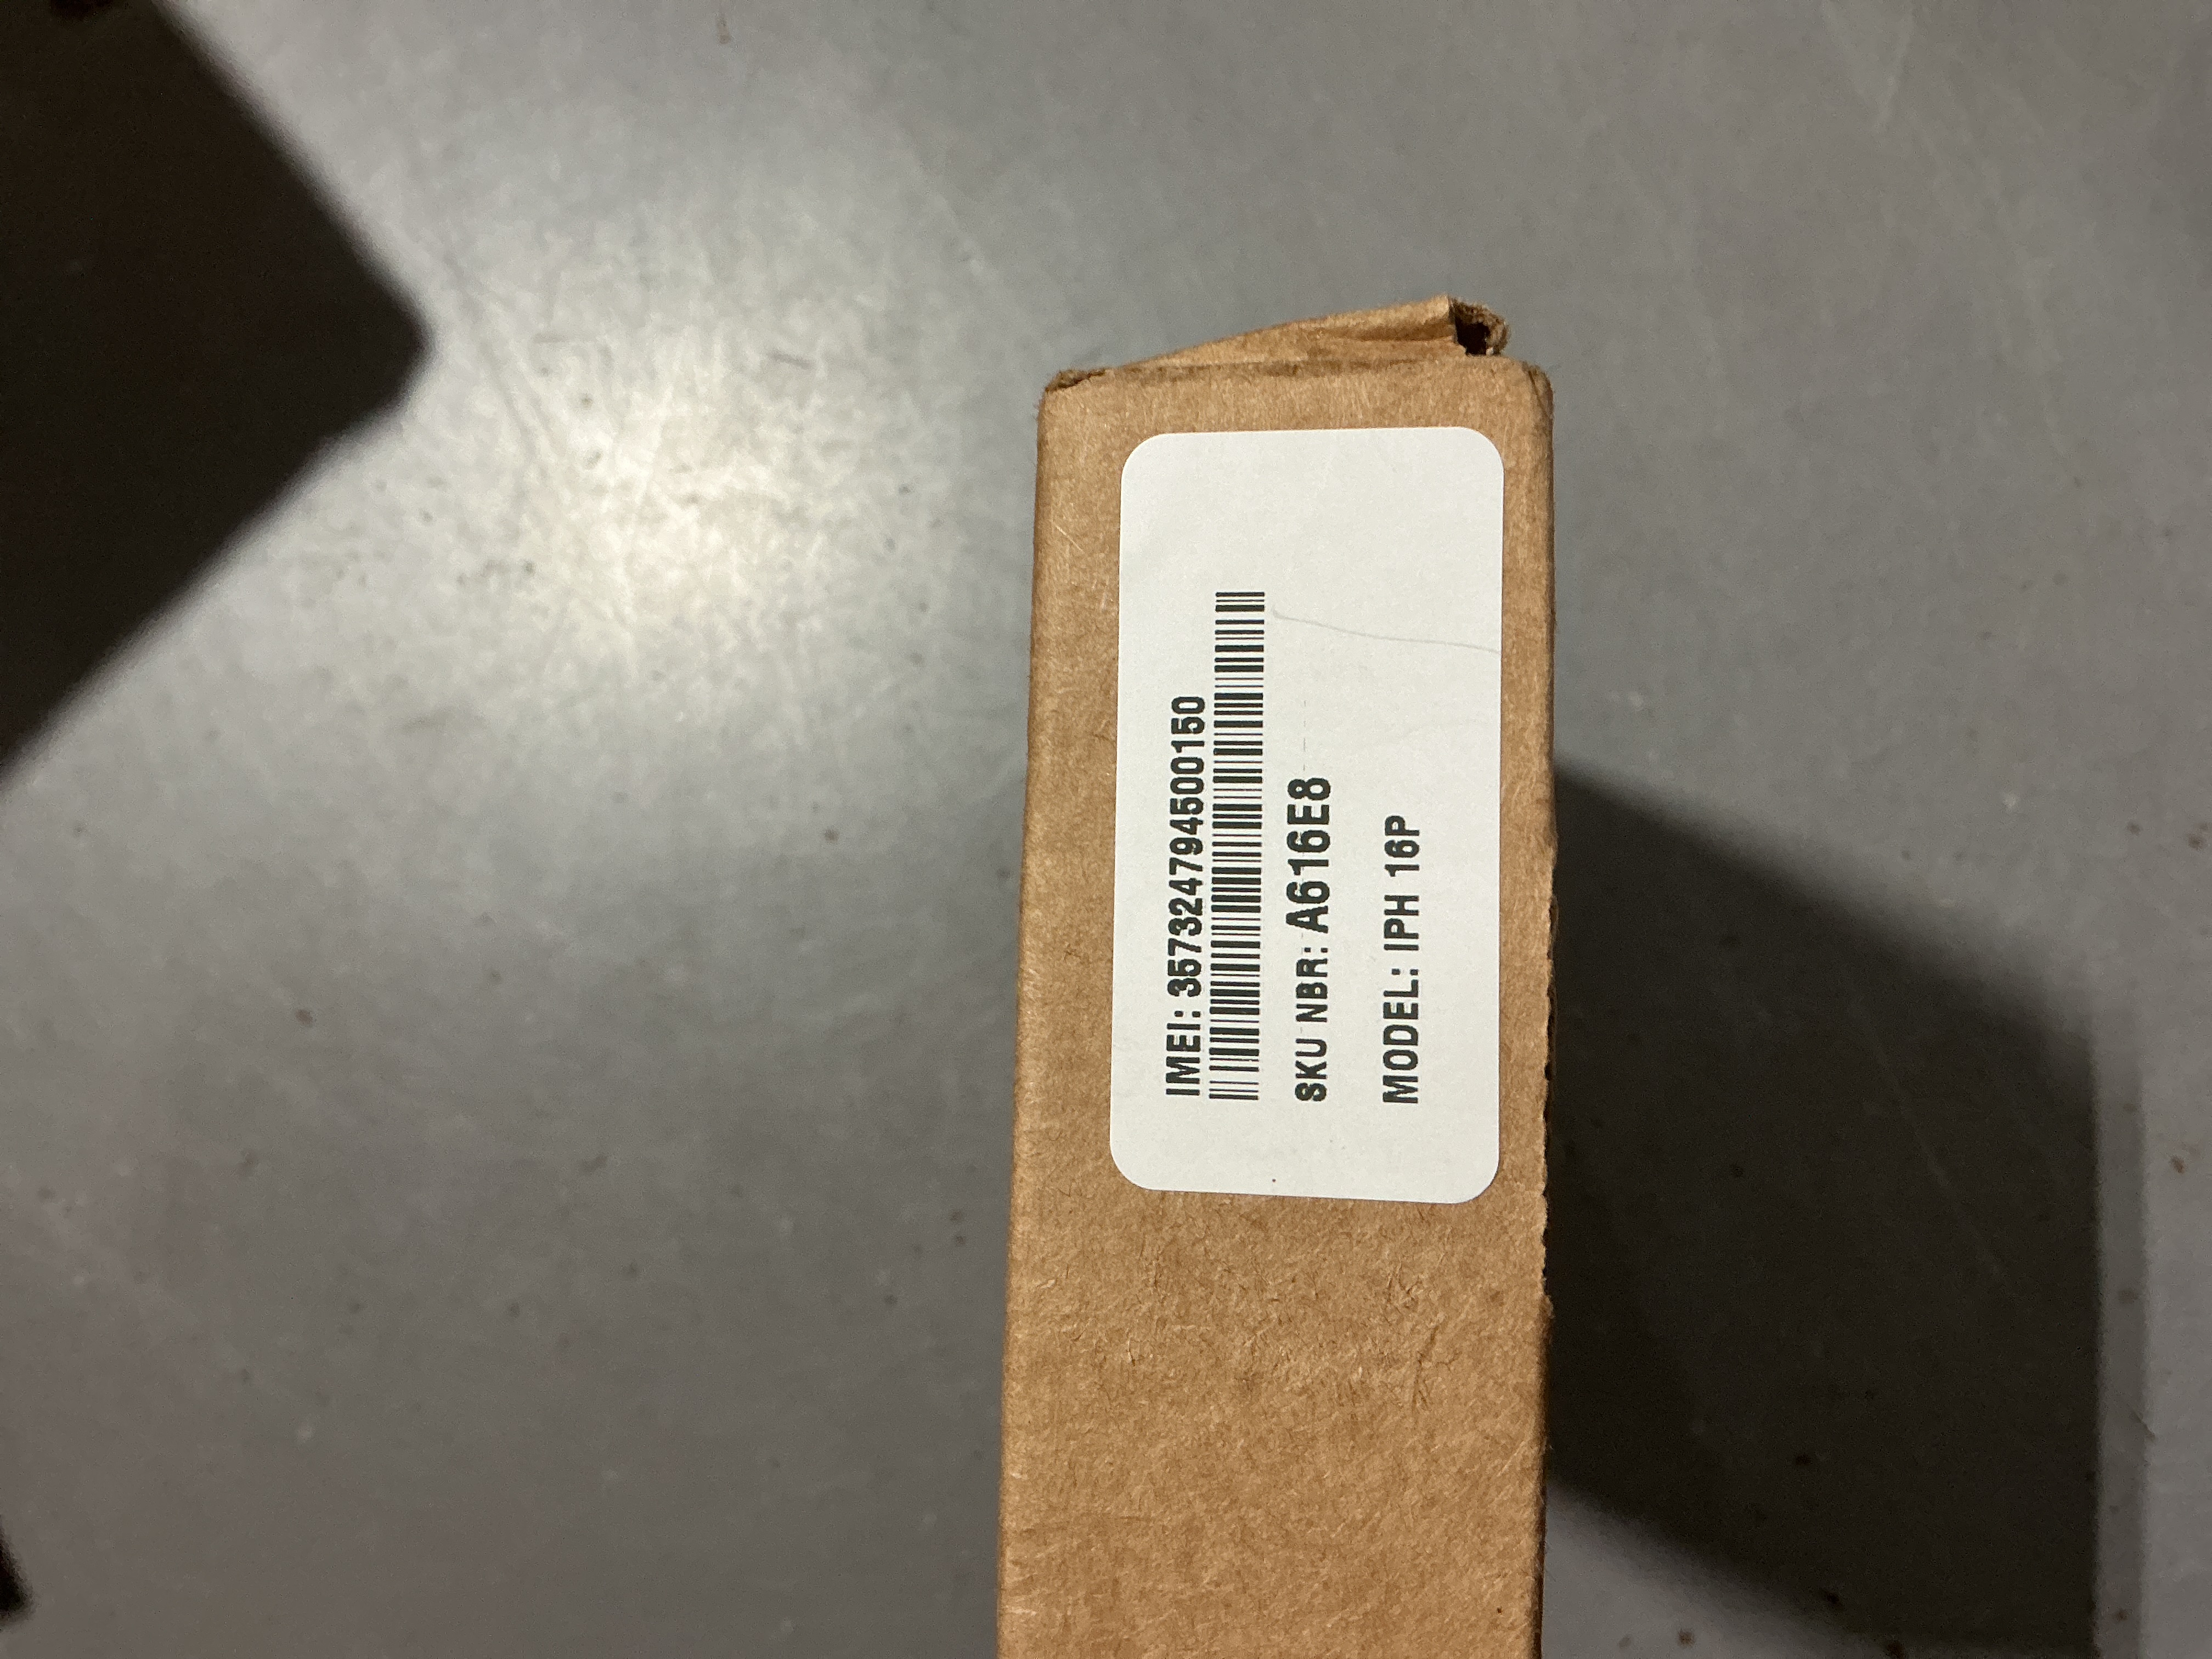 IMEI: 357324794500150
SKU NBR: A616E8
MODEL: IPH 16P